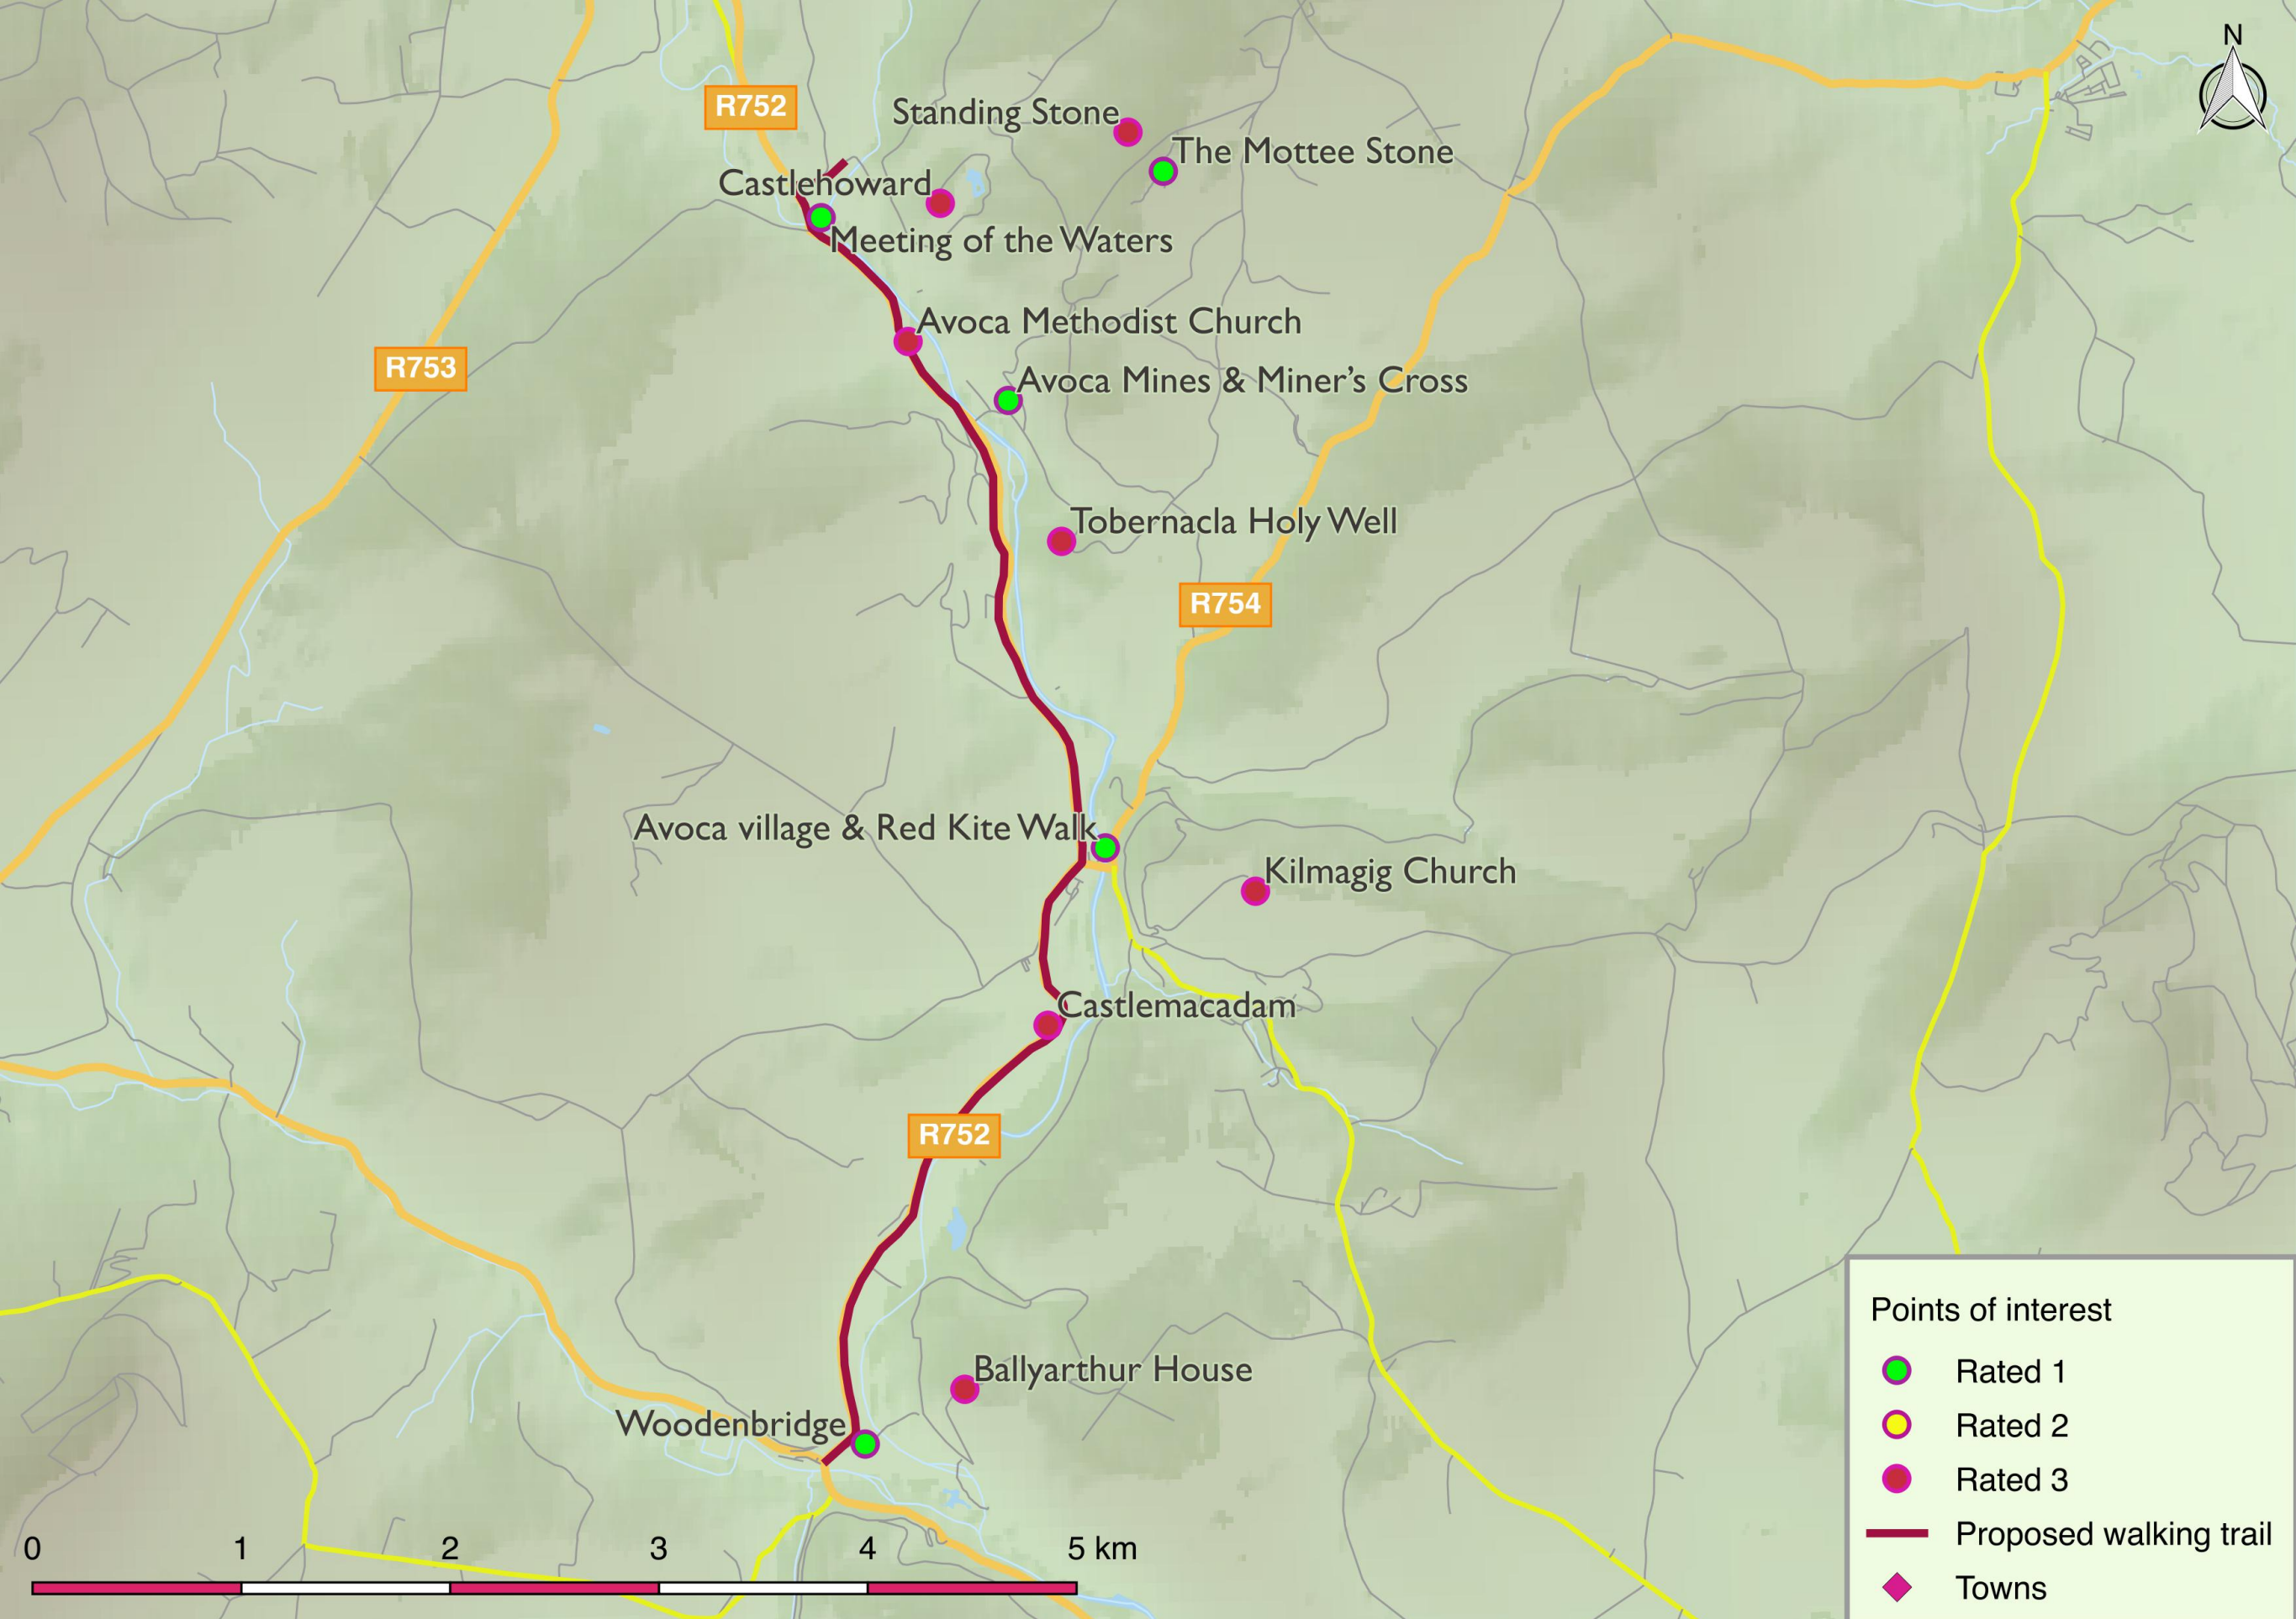 N
R752
Standing Stone
The Mottee Stone
Castlehoward
Meeting of the Waters
Avoca Methodist Church
R753
Avoca Mines & Miner’s Cross
Tobernacla Holy Well
R754
Avoca village & Red Kite Walk
Kilmagig Church
Castlemacadam
R752
Ballyarthur House
Woodenbridge
0 1 2 3 4 5 km
Points of interest
Rated 1
Rated 2
Rated 3
Proposed walking trail
Towns